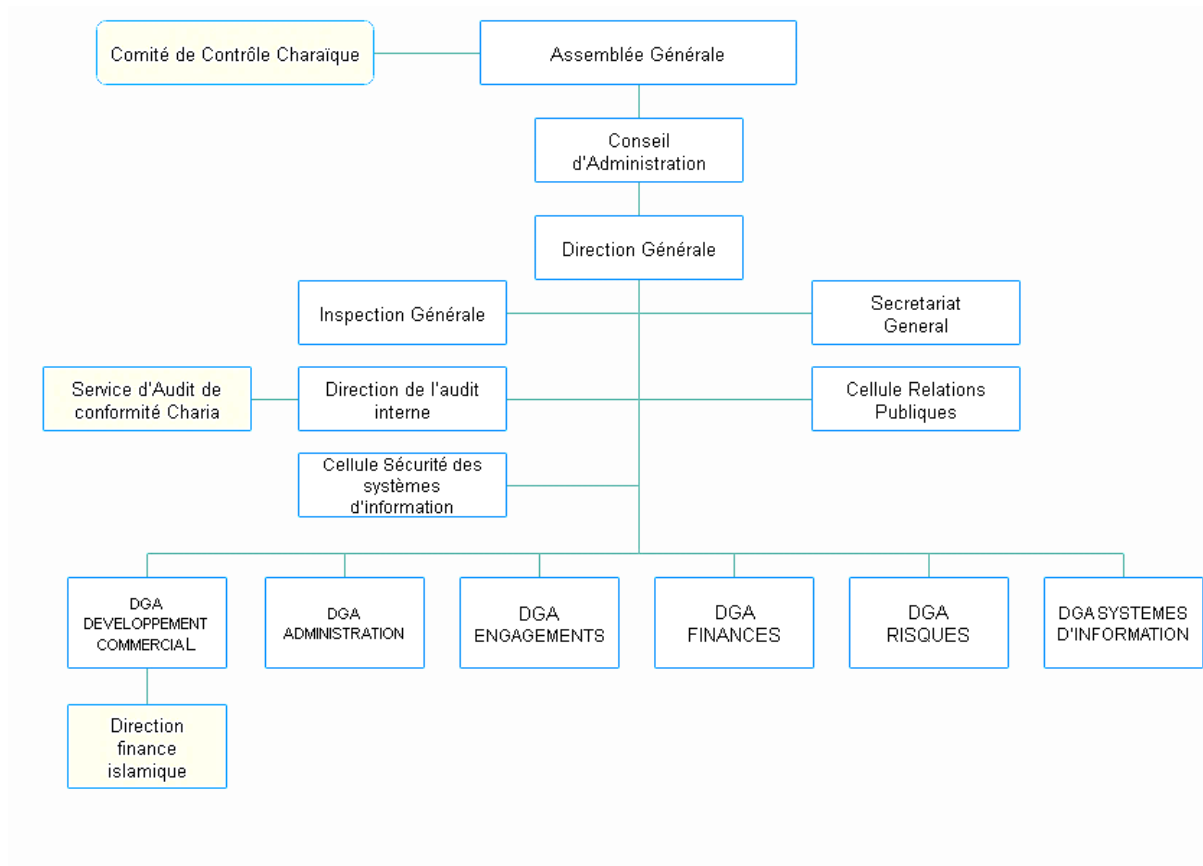 Comité de Contrôle Charaïque
Assemblée Générale
Conseil
d'Administration
Direction Générale
Inspection Générale
Secretariat
General
Service d'Audit de
conformité Charia
Direction de l'audit
interne
Cellule Relations
Publiques
Cellule Sécurité des
systèmes
d'information
DGA
DEVELOPPEMENT
COMMERCIAL
DGA
ADMINISTRATION
DGA
ENGAGEMENTS
DGA
FINANCES
DGA
RISQUES
DGA SYSTEMES
D'INFORMATION
Direction
finance
islamique